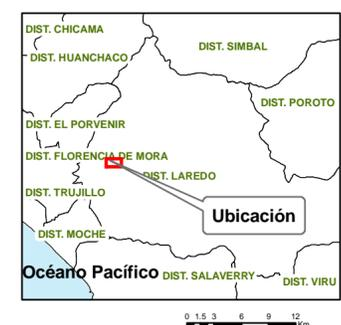 DIST. CHICAMA
DIST. SIMBAL
DIST. HUANCHACO
DIST. POROTO
DIST. EL PORVENIR
DIST. FLORENCIA DE MORA
DIST. LAREDO
DIST. TRUJILLO
Ubicación
DIST. MOCHE
Océano Pacífico
DIST. SALAVERRY
DIST. VIRU
0 1.5 3 6 9 12
Km